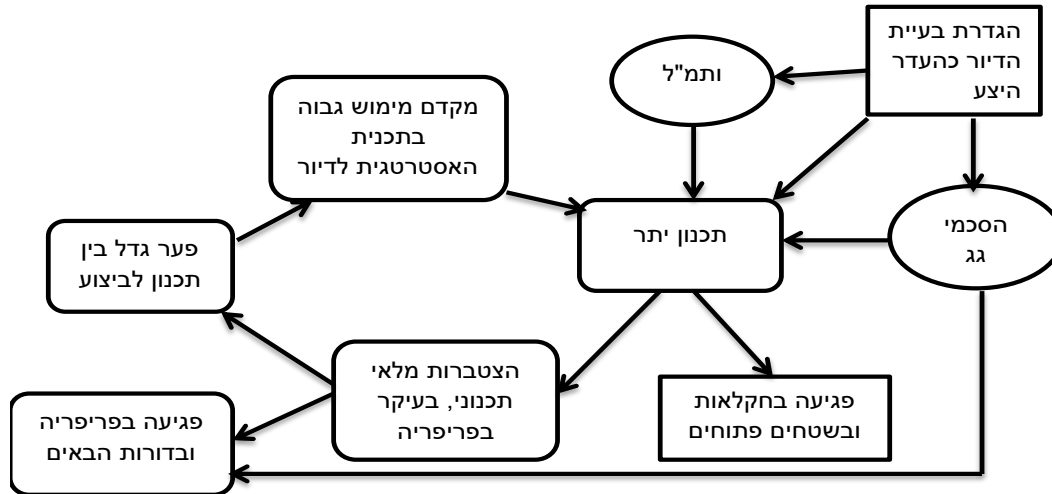 הגדרת בעיית
הדיור כהעדר
היצע
ותמ"ל
מקדם מימוש גבוה
בתכנית
האסטרטגית לדיור
הסכמי
גג
תכנון יתר
פער גדל בין
תכנון לביצוע
הצטברות מלאי
תכנוני, בעיקר
בפריפריה
פגיעה בחקלאות
ובשטחים פתוחים
פגיעה בפריפריה
ובדורות הבאים